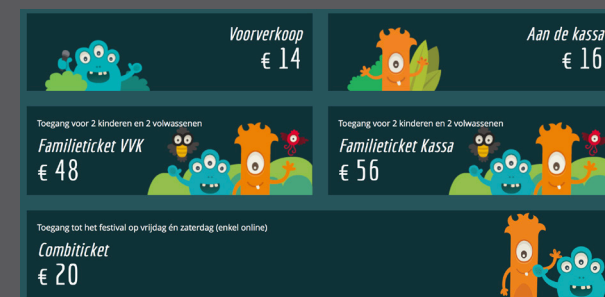 Voorverkoop
€ 14
Aan de kassa
€ 16
Toegang voor 2 kinderen en 2 volwassenen
Familieticket VVK
€ 48
Toegang voor 2 kinderen en 2 volwassenen
Familieticket Kassa
€ 56
Toegang tot het festival op vrijdag én zaterdag (enkel online)
Combiticket
€ 20